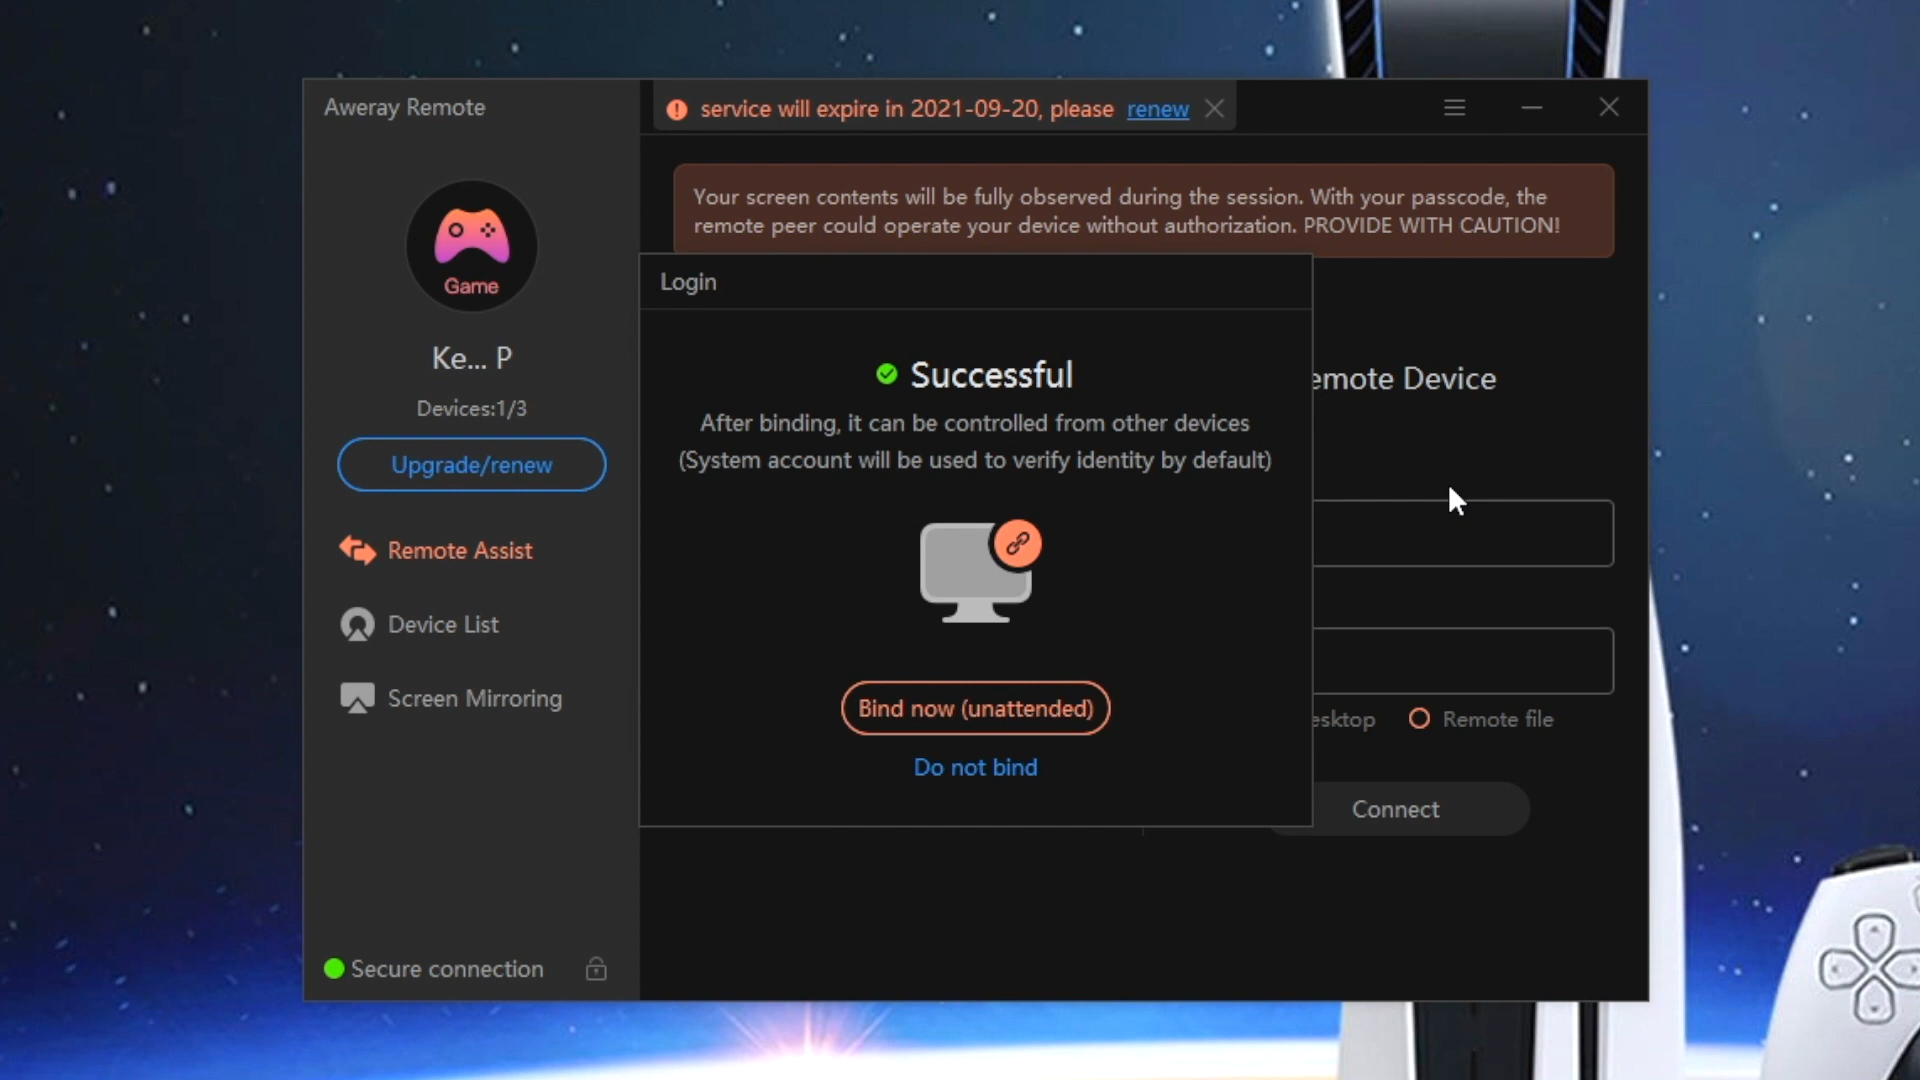 Aweray Remote
service will expire in 2021-09-20, please renew
Your screen contents will be fully observed during the session. With your passcode, the
remote peer could operate your device without authorization. PROVIDE WITH CAUTION!
Game
Ke... P
Devices:1/3
Upgrade/renew
Remote Assist
Device List
Screen Mirroring
Secure connection
Login
Successful
After binding, it can be controlled from other devices
(System account will be used to verify identity by default)
Bind now (unattended)
Do not bind
emote Device
esktop
Remote file
Connect